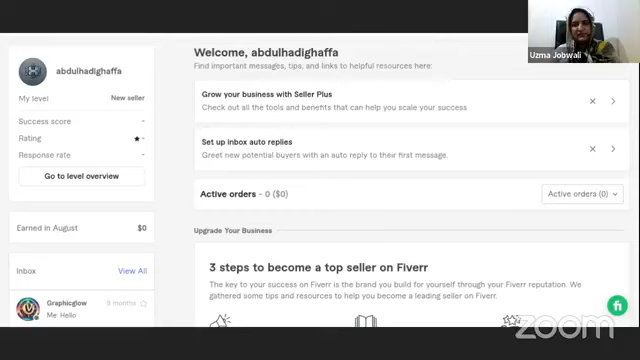 abdulhadighaffa
My level New seller
Success score -
Rating ★ -
Response rate -
Go to level overview
Earned in August $0
Inbox View All
Graphicglow 9 months
Me: Hello
Welcome, abdulhadighaffa
Find important messages, tips, and links to helpful resources here:
Grow your business with Seller Plus
Check out all the tools and benefits that can help you scale your success
Set up inbox auto replies
Greet new potential buyers with an auto reply to their first message.
Active orders - 0 ($0) Active orders (0)
Upgrade Your Business
3 steps to become a top seller on Fiverr
The key to your success on Fiverr is the brand you build for yourself through your Fiverr reputation. We
gathered some tips and resources to help you become a leading seller on Fiverr.
Uzma Jobwali
fi
zoom